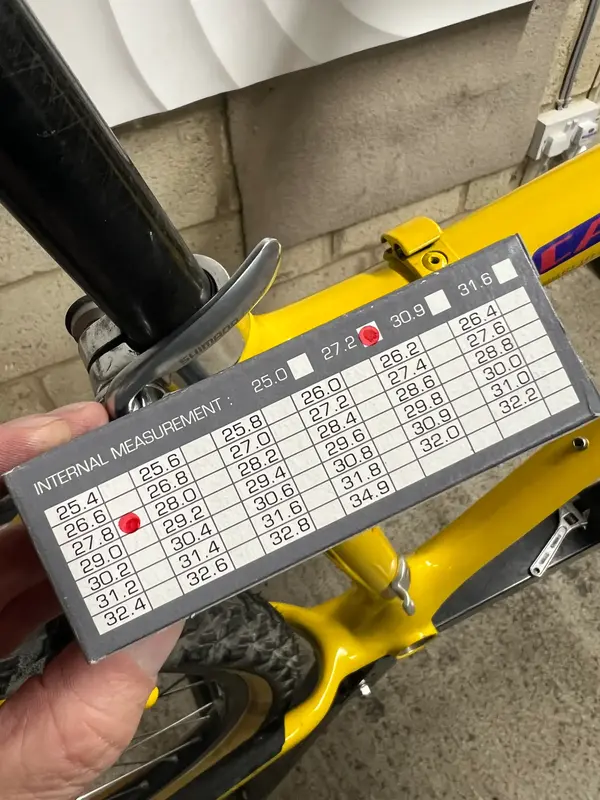 SHIMANO
CA
INTERNAL MEASUREMENT : 25.0 27.2 30.9 31.6
25.4 25.6 25.8 26.0 26.2 26.4
26.6 26.8 27.0 27.2 27.4 27.6
27.8 28.0 28.2 28.4 28.6 28.8
29.0 29.2 29.4 29.6 29.8 30.0
30.2 30.4 30.6 30.8 30.9 31.0
31.2 31.4 31.6 31.8 32.0 32.2
32.4 32.6 32.8 34.9